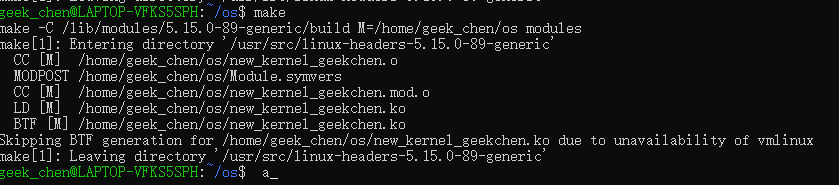 geek_chen@LAPTOP-VFKS5SPH:~/os$ make
make -C /lib/modules/5.15.0-89-generic/build M=/home/geek_chen/os modules
make[1]: Entering directory '/usr/src/linux-headers-5.15.0-89-generic'
  CC [M]  /home/geek_chen/os/new_kernel_geekchen.o
  MODPOST /home/geek_chen/os/Module.symvers
  CC [M]  /home/geek_chen/os/new_kernel_geekchen.mod.o
  LD [M]  /home/geek_chen/os/new_kernel_geekchen.ko
  BTF [M] /home/geek_chen/os/new_kernel_geekchen.ko
Skipping BTF generation for /home/geek_chen/os/new_kernel_geekchen.ko due to unavailability of vmlinux
make[1]: Leaving directory '/usr/src/linux-headers-5.15.0-89-generic'
geek_chen@LAPTOP-VFKS5SPH:~/os$  a_